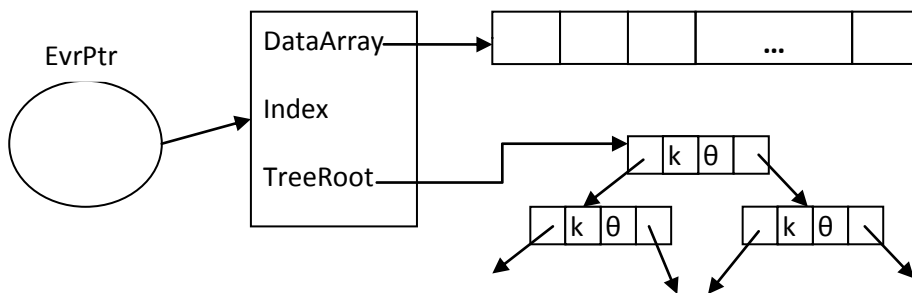 EvrPtr
DataArray
...
Index
TreeRoot
k θ
k θ
k θ